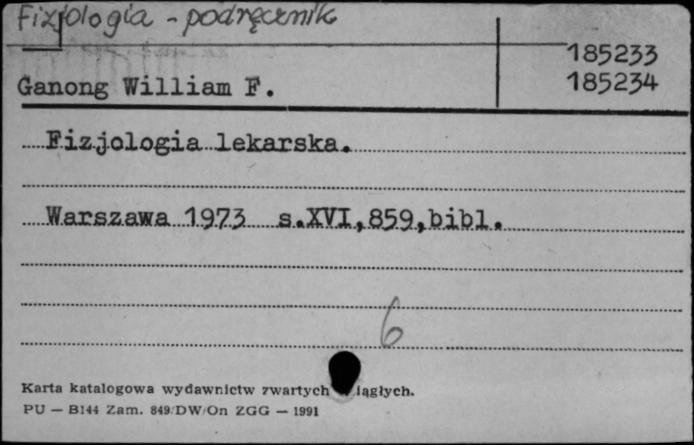 Fizjologia - podręcznik
185233
Ganong William F.
185234
Fizjologia lekarska.
Warszawa 1973 s.XVI,859,bibl.
6
Karta katalogowa wydawnictw zwartych iągłych.
PU — B144 Zam. 849/DW/On ZGG — 1991